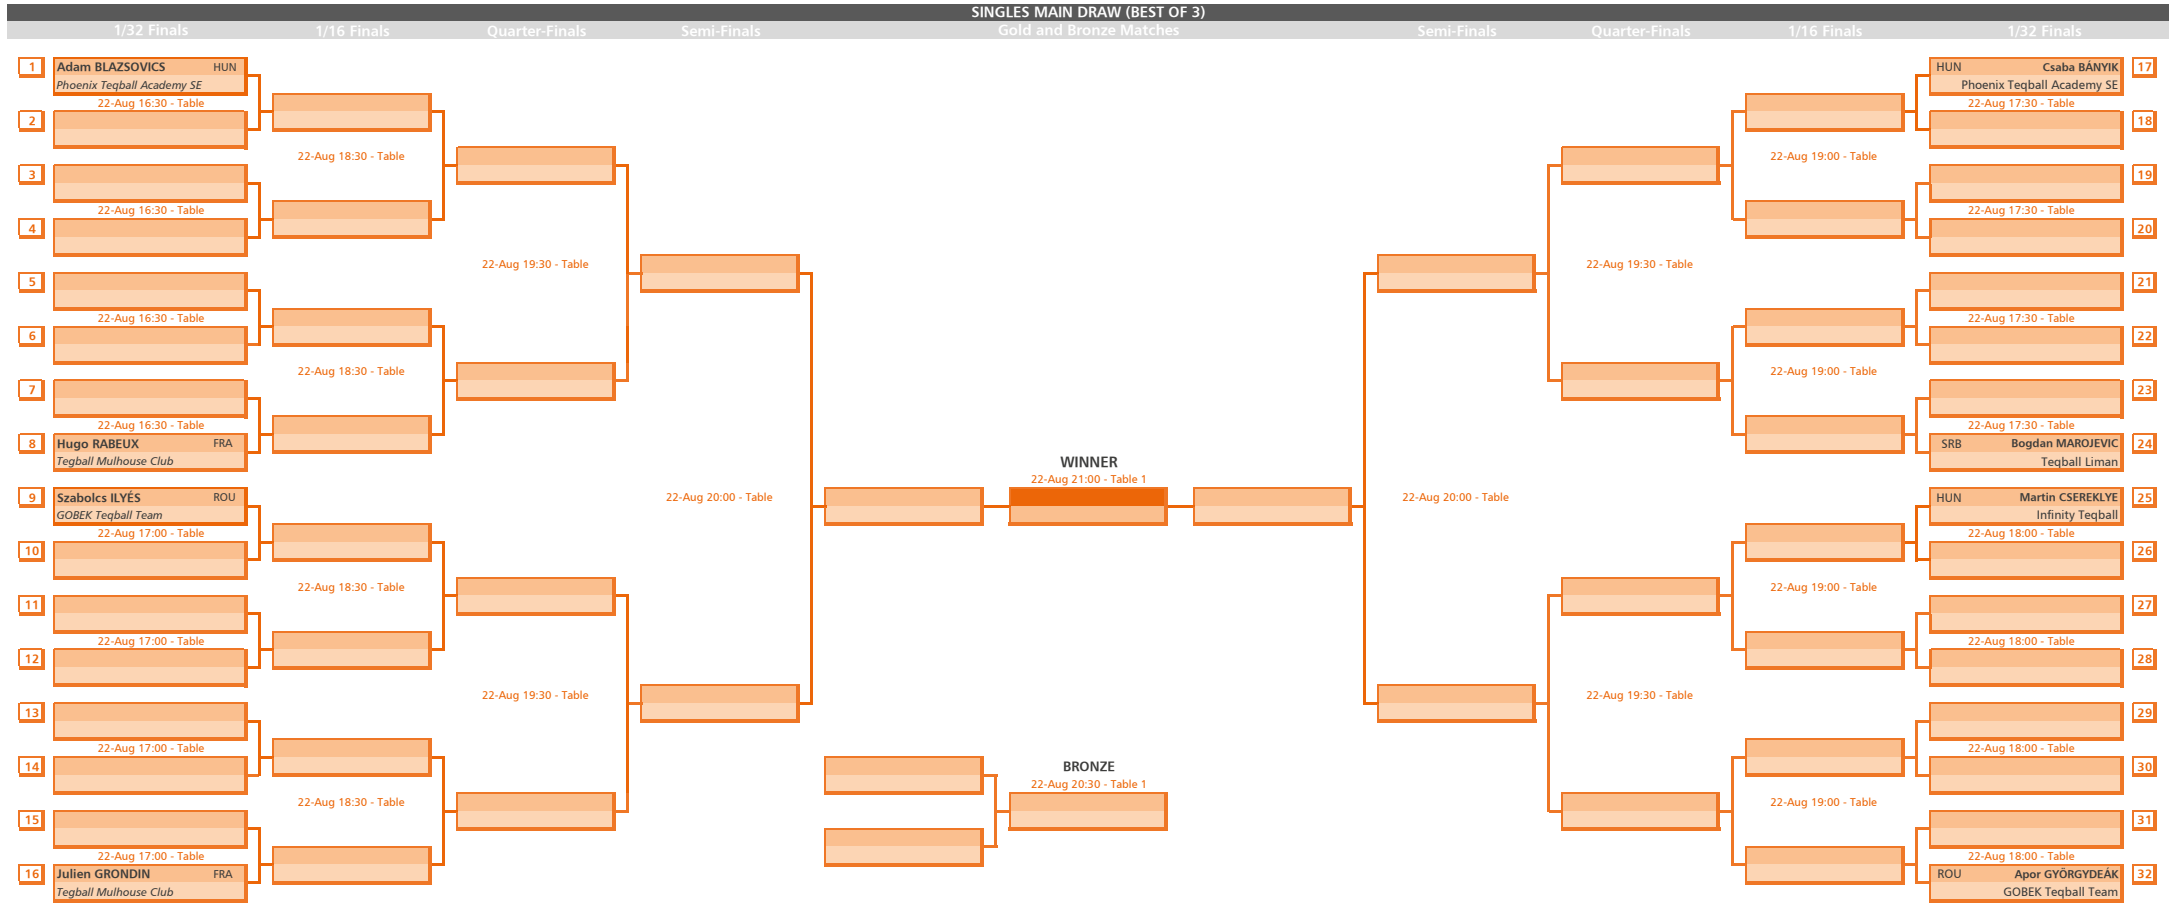 SINGLES MAIN DRAW (BEST OF 3)
1/32 Finals 1/16 Finals Quarter-Finals Semi-Finals Gold and Bronze Matches Semi-Finals Quarter-Finals 1/16 Finals 1/32 Finals
1 Adam BLAZSOVICS HUN
Phoenix Teqball Academy SE
22-Aug 16:30 - Table
2
22-Aug 18:30 - Table
3
22-Aug 16:30 - Table
4
22-Aug 19:30 - Table
5
22-Aug 16:30 - Table
6
22-Aug 18:30 - Table
7
22-Aug 16:30 - Table
8 Hugo RABEUX FRA
Tegball Mulhouse Club
22-Aug 20:00 - Table
9 Szabolcs ILYÉS ROU
GOBEK Teqball Team
22-Aug 17:00 - Table
10
22-Aug 18:30 - Table
11
22-Aug 17:00 - Table
12
22-Aug 19:30 - Table
13
22-Aug 17:00 - Table
14
22-Aug 18:30 - Table
15
22-Aug 17:00 - Table
16 Julien GRONDIN FRA
Tegball Mulhouse Club
WINNER
22-Aug 21:00 - Table 1
BRONZE
22-Aug 20:30 - Table 1
HUN Csaba BÁNYIK 17
Phoenix Teqball Academy SE
22-Aug 17:30 - Table
18
22-Aug 19:00 - Table
19
22-Aug 17:30 - Table
20
22-Aug 19:30 - Table
21
22-Aug 17:30 - Table
22
22-Aug 19:00 - Table
23
22-Aug 17:30 - Table
SRB Bogdan MAROJEVIC 24
Teqball Liman
22-Aug 20:00 - Table
HUN Martin CSEREKLYE 25
Infinity Teqball
22-Aug 18:00 - Table
26
22-Aug 19:00 - Table
27
22-Aug 18:00 - Table
28
22-Aug 19:30 - Table
29
22-Aug 18:00 - Table
30
22-Aug 19:00 - Table
31
22-Aug 18:00 - Table
ROU Apor GYÖRGYDEÁK 32
GOBEK Teqball Team